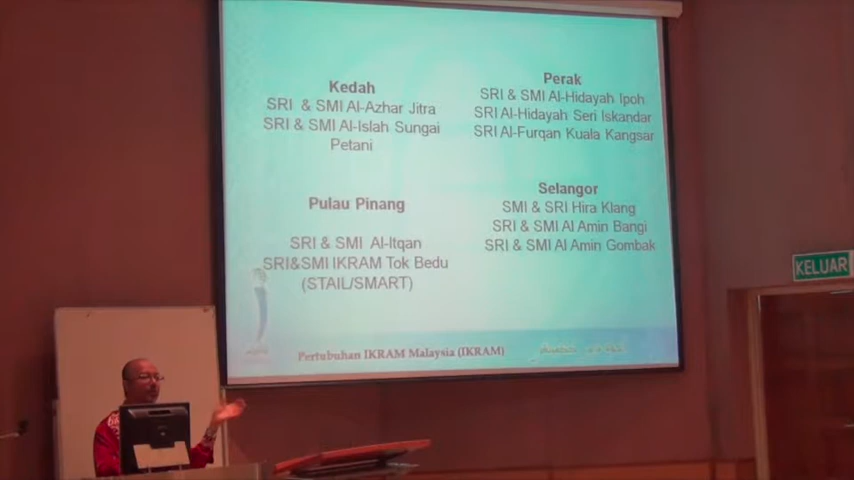 Kedah
SRI & SMI Al-Azhar Jitra
SRI & SMI Al-Islah Sungai
Petani
Perak
SRI & SMI Al-Hidayah Ipoh
SRI Al-Hidayah Seri Iskandar
SRI Al-Furqan Kuala Kangsar
Pulau Pinang
SRI & SMI Al-Itqan
SRI&SMI IKRAM Tok Bedu
(STAIL/SMART)
Selangor
SMI & SRI Hira Klang
SRI & SMI Al Amin Bangi
SRI & SMI Al Amin Gombak
Pertubuhan IKRAM Malaysia (IKRAM)
KELUAR